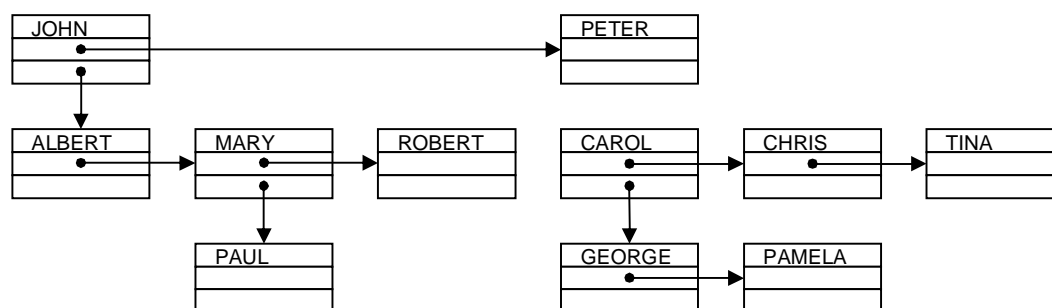 JOHN
PETER
ALBERT
MARY
ROBERT
CAROL
CHRIS
TINA
PAUL
GEORGE
PAMELA